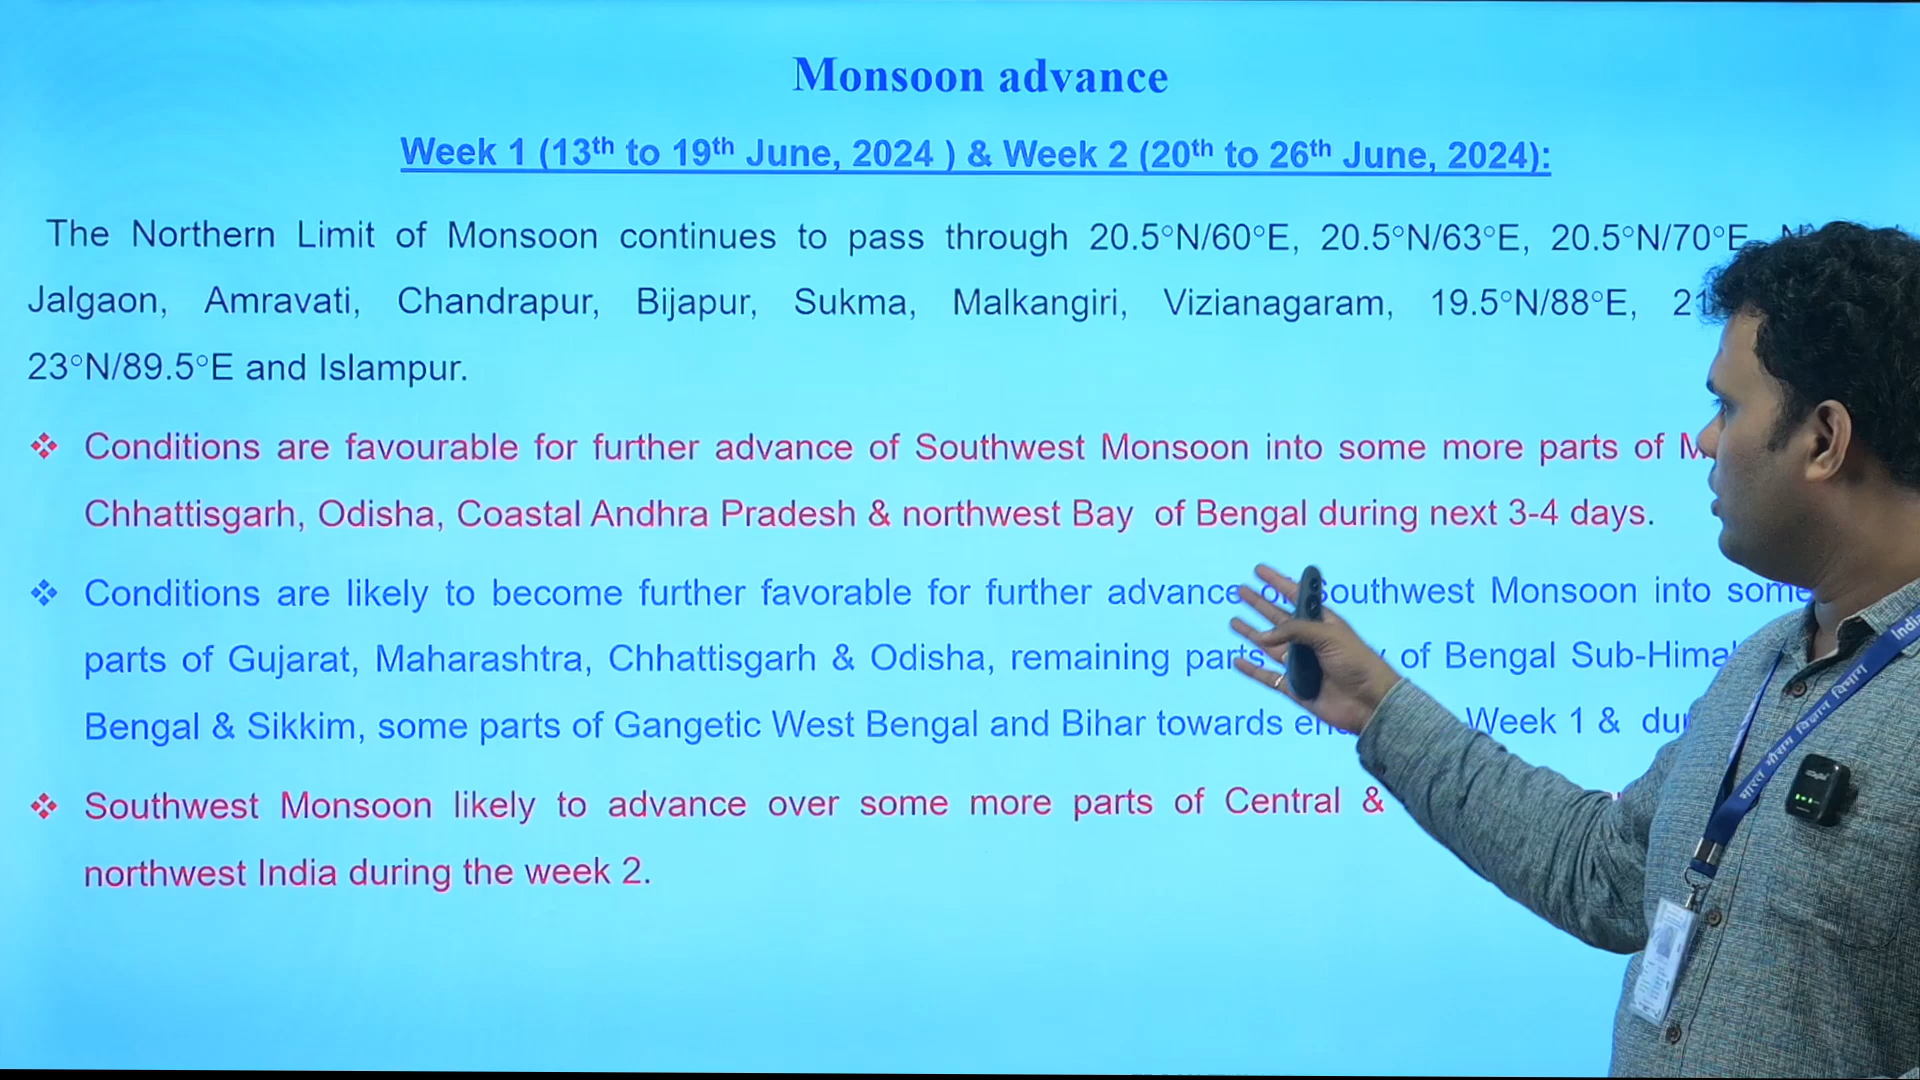 Monsoon advance
Week 1 (13th to 19th June, 2024 ) & Week 2 (20th to 26th June, 2024):
The Northern Limit of Monsoon continues to pass through 20.5°N/60°E, 20.5°N/63°E, 20.5°N/70°E,
Jalgaon, Amravati, Chandrapur, Bijapur, Sukma, Malkangiri, Vizianagaram, 19.5°N/88°E,
23°N/89.5°E and Islampur.
❖ Conditions are favourable for further advance of Southwest Monsoon into some more parts of
Chhattisgarh, Odisha, Coastal Andhra Pradesh & northwest Bay of Bengal during next 3-4 days.
❖ Conditions are likely to become further favorable for further advance of Southwest Monsoon into some
parts of Gujarat, Maharashtra, Chhattisgarh & Odisha, remaining parts of Bengal
Bengal & Sikkim, some parts of Gangetic West Bengal and Bihar towards Week 1 &
❖ Southwest Monsoon likely to advance over some more parts of Central &
northwest India during the week 2.
भारत मौसम विज्ञान विभाग